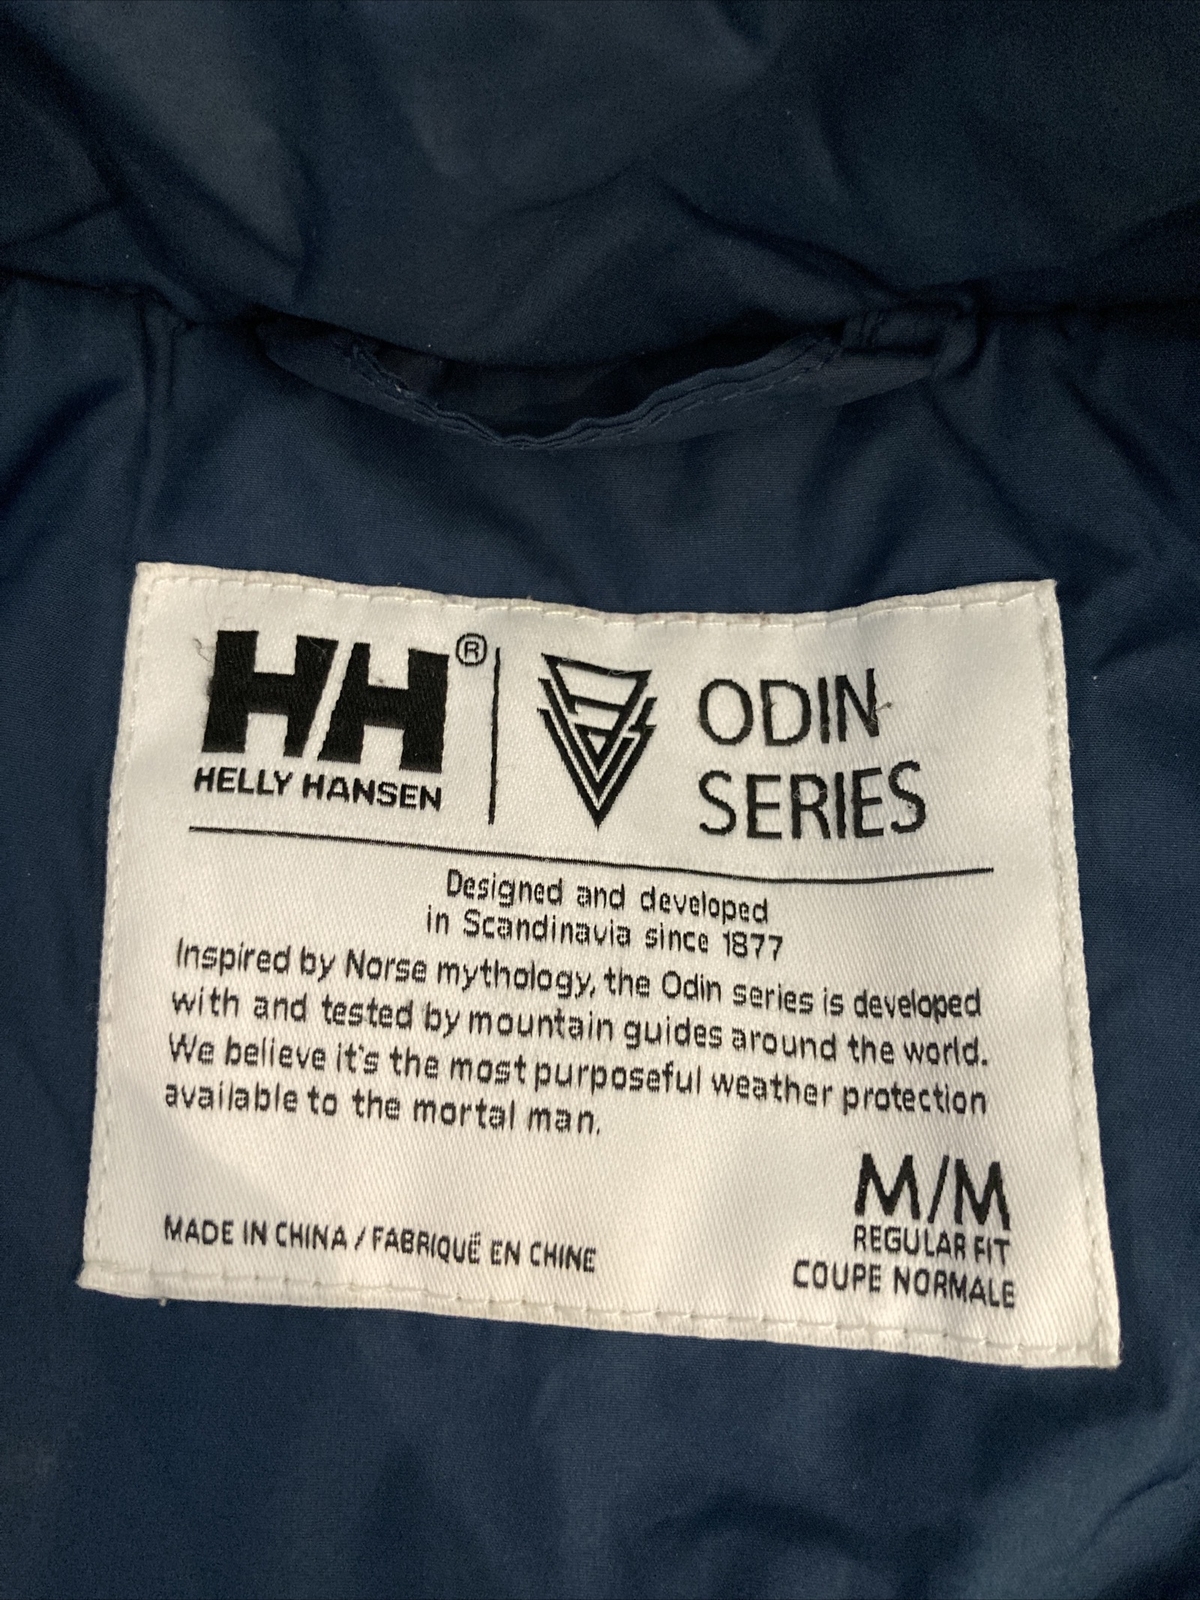 HH®
HELLY HANSEN
ODIN
SERIES
Designed and developed
in Scandinavia since 1877
Inspired by Norse mythology, the Odin series is developed
with and tested by mountain guides around the world.
We believe it's the most purposeful weather protection
available to the mortal man.
M/M
REGULAR FIT
COUPE NORMALE
MADE IN CHINA / FABRIQUÉ EN CHINE